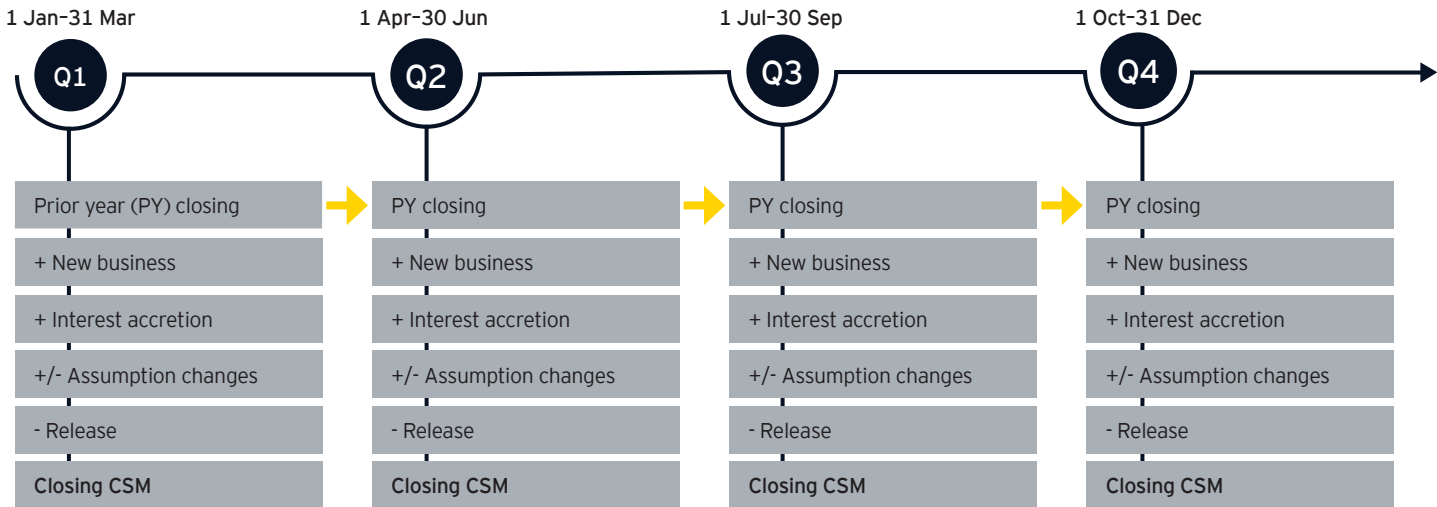 1 Jan–31 Mar
1 Apr–30 Jun
1 Jul–30 Sep
1 Oct–31 Dec
Q1
Q2
Q3
Q4
Prior year (PY) closing
+ New business
+ Interest accretion
+/- Assumption changes
- Release
Closing CSM
PY closing
+ New business
+ Interest accretion
+/- Assumption changes
- Release
Closing CSM
PY closing
+ New business
+ Interest accretion
+/- Assumption changes
- Release
Closing CSM
PY closing
+ New business
+ Interest accretion
+/- Assumption changes
- Release
Closing CSM